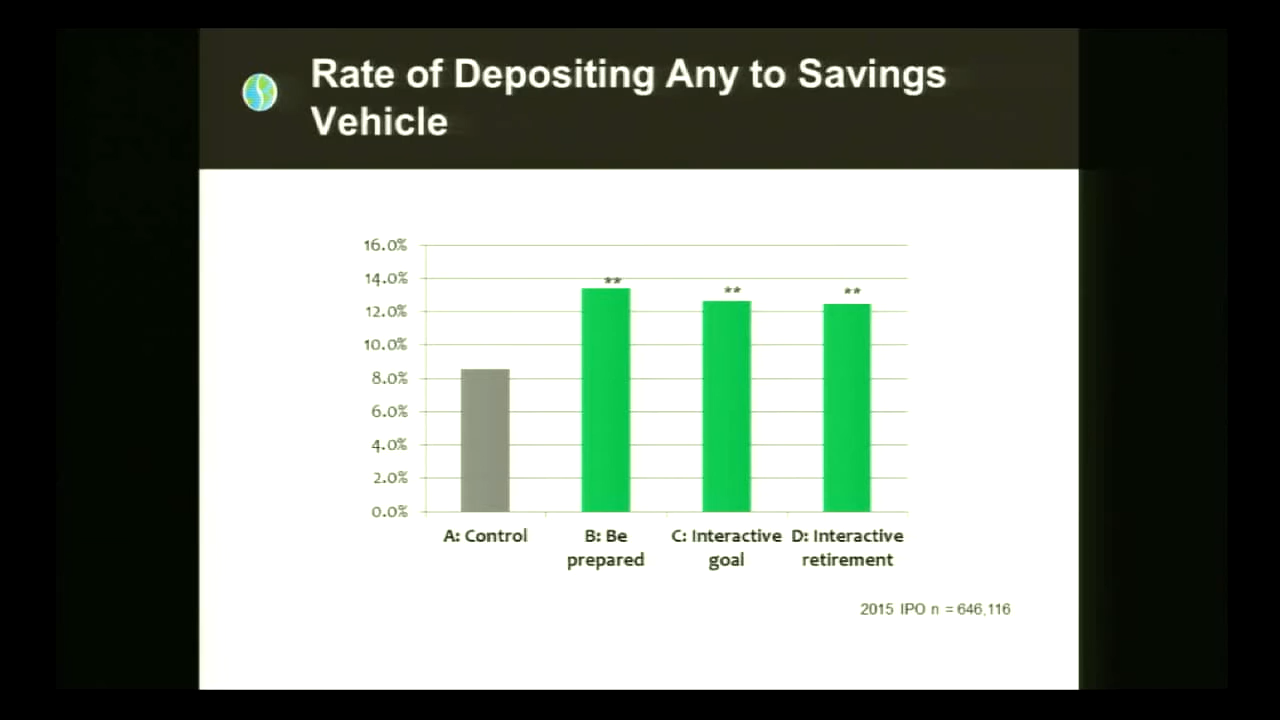 Rate of Depositing Any to Savings
Vehicle
16.0%
14.0%
12.0%
10.0%
8.0%
6.0%
4.0%
2.0%
0.0%
**
**
**
A: Control
B: Be
prepared
C: Interactive
goal
D: Interactive
retirement
2015 IPO n = 646,116